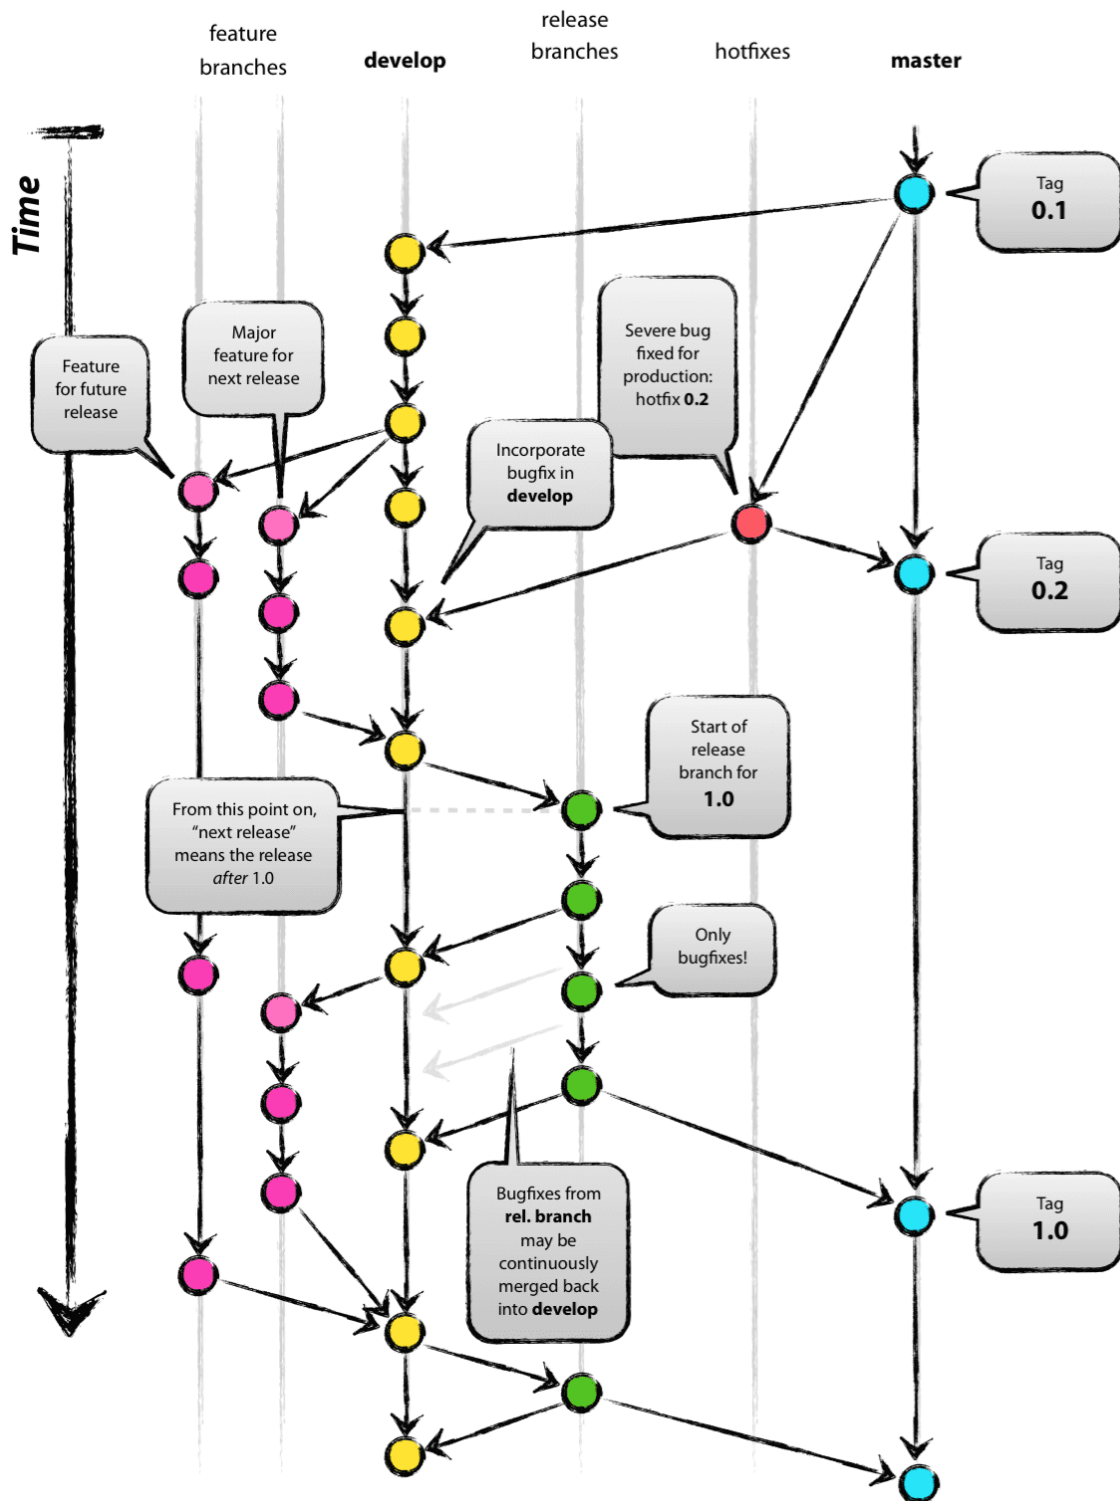 feature
branches
develop
release
branches
hotfixes
master
Time
Tag
0.1
Feature
for future
release
Major
feature for
next release
Severe bug
fixed for
production:
hotfix 0.2
Incorporate
bugfix in
develop
Tag
0.2
Start of
release
branch for
1.0
From this point on,
“next release”
means the release
after 1.0
Only
bugfixes!
Bugfixes from
rel. branch
may be
continuously
merged back
into develop
Tag
1.0